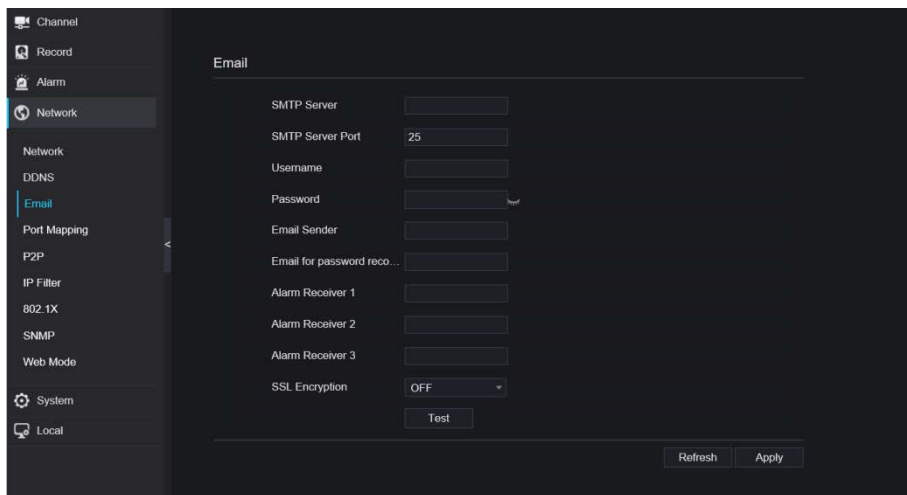 Channel
Record
Alarm
Network
Network
DDNS
Email
Port Mapping
P2P
IP Filter
802.1X
SNMP
Web Mode
System
Local
<
Email
SMTP Server
SMTP Server Port 25
Username
Password
Email Sender
Email for password reco...
Alarm Receiver 1
Alarm Receiver 2
Alarm Receiver 3
SSL Encryption OFF
Test
Refresh Apply